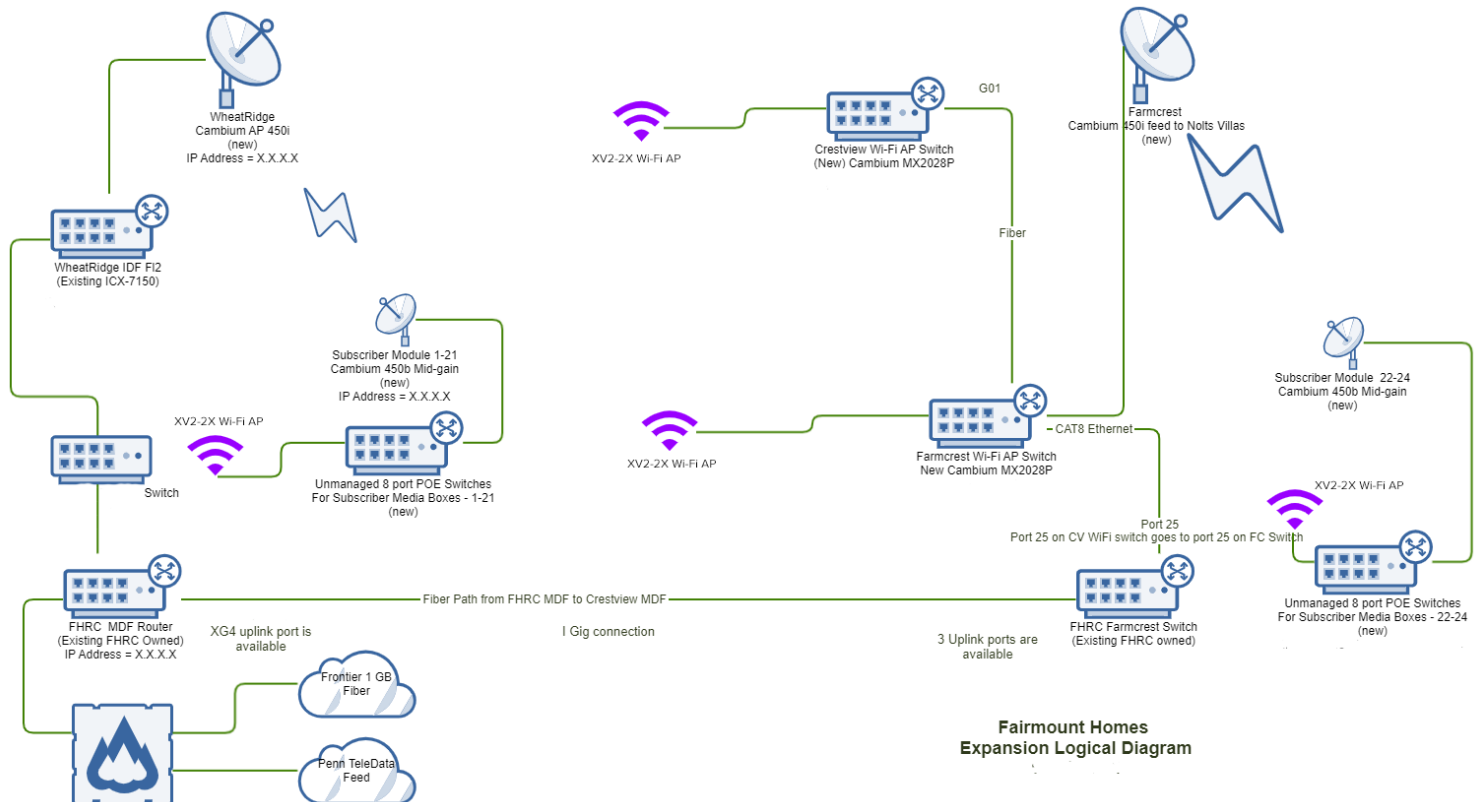 WheatRidge
Cambium AP 450i
(new)
IP Address = X.X.X.X
WheatRidge IDF Fl2
(Existing ICX-7150)
Subscriber Module 1-21
Cambium 450b Mid-gain
(new)
IP Address = X.X.X.X
XV2-2X Wi-Fi AP
Unmanaged 8 port POE Switches
For Subscriber Media Boxes - 1-21
(new)
Switch
FHRC MDF Router
(Existing FHRC Owned)
IP Address = X.X.X.X
XG4 uplink port is
available
Frontier 1 GB
Fiber
Penn TeleData
Feed
Fiber Path from FHRC MDF to Crestview MDF
I Gig connection
XV2-2X Wi-Fi AP
Crestview Wi-Fi AP Switch
(New) Cambium MX2028P
G01
Fiber
Farmcrest
Cambium 450i feed to Nolts Villas
(new)
XV2-2X Wi-Fi AP
Farmcrest Wi-Fi AP Switch
New Cambium MX2028P
CAT8 Ethernet
Port 25
Port 25 on CV WiFi switch goes to port 25 on FC Switch
FHRC Farmcrest Switch
(Existing FHRC owned)
3 Uplink ports are
available
Subscriber Module 22-24
Cambium 450b Mid-gain
(new)
XV2-2X Wi-Fi AP
Unmanaged 8 port POE Switches
For Subscriber Media Boxes - 22-24
(new)
Fairmount Homes
Expansion Logical Diagram